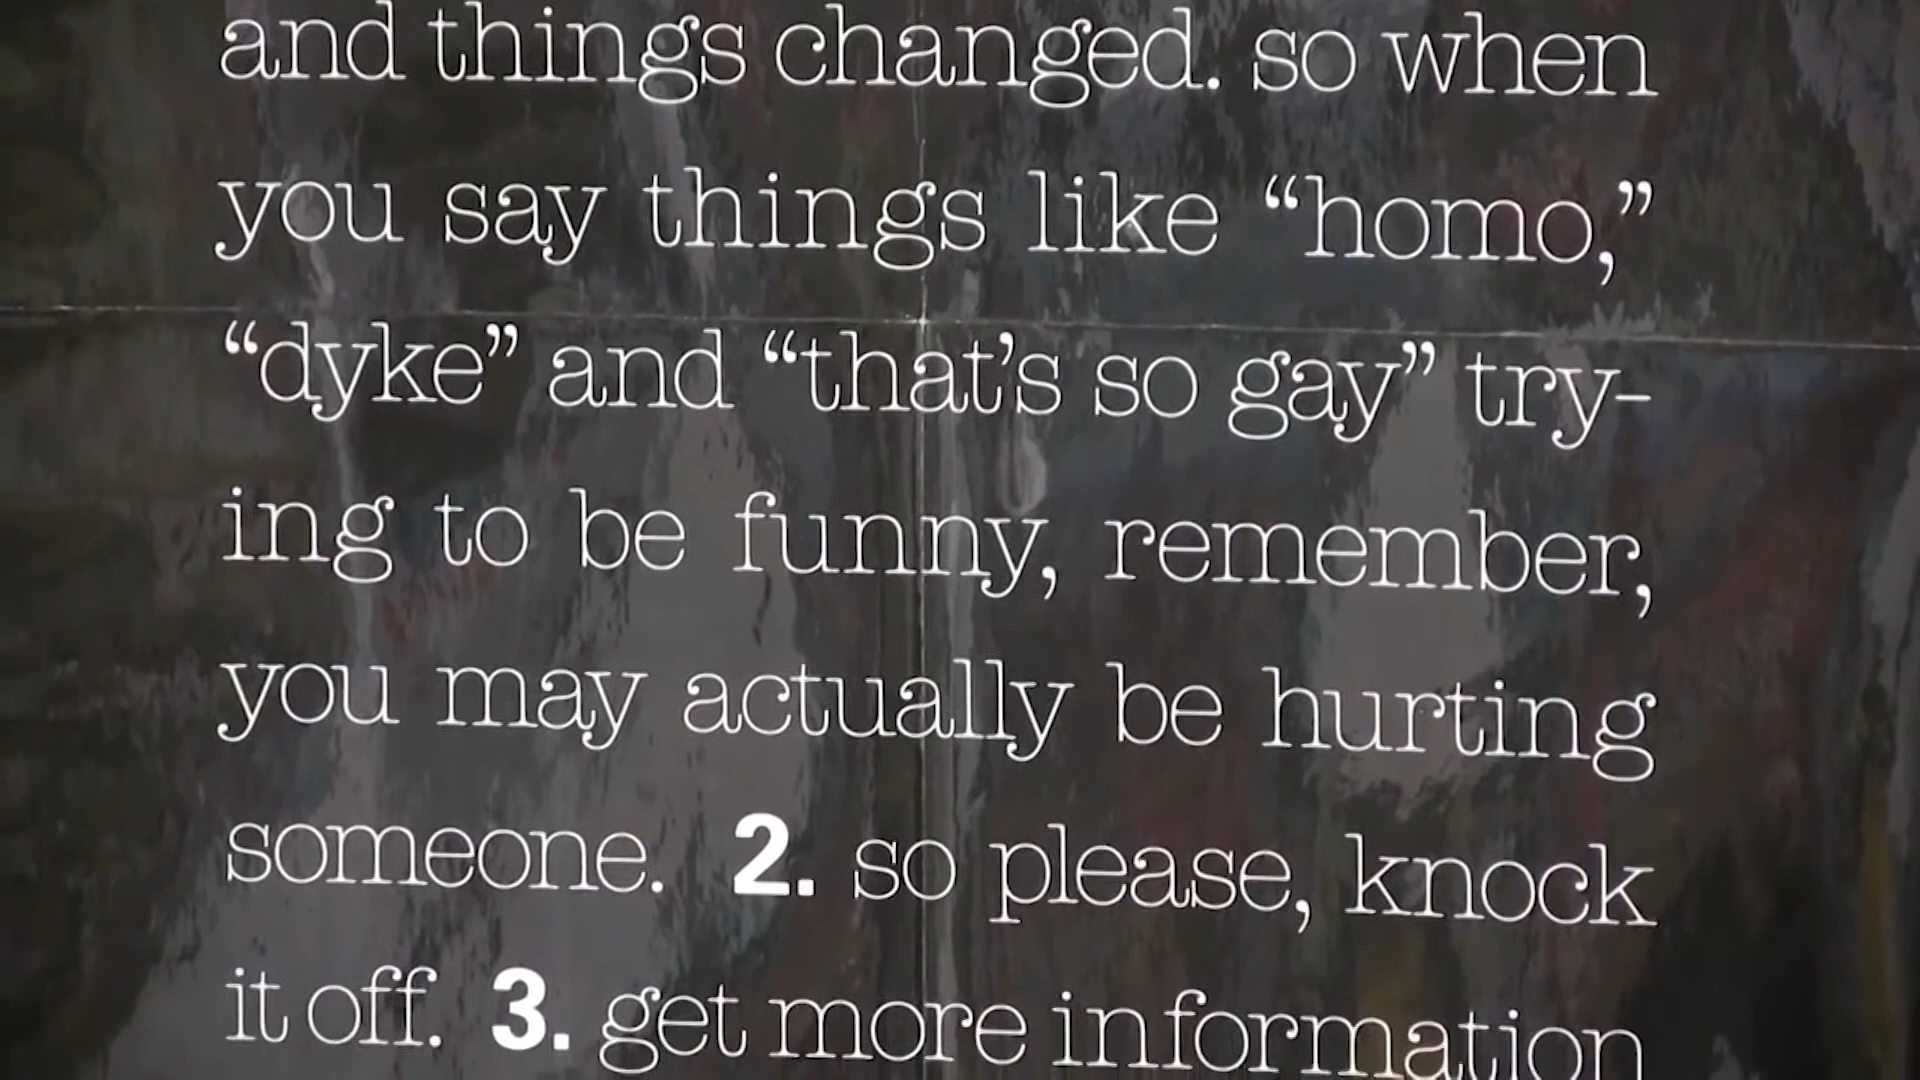 and things changed. so when
you say things like “homo,”
“dyke” and “that’s so gay” try-
ing to be funny, remember,
you may actually be hurting
someone. 2. so please, knock
it off. 3. get more information